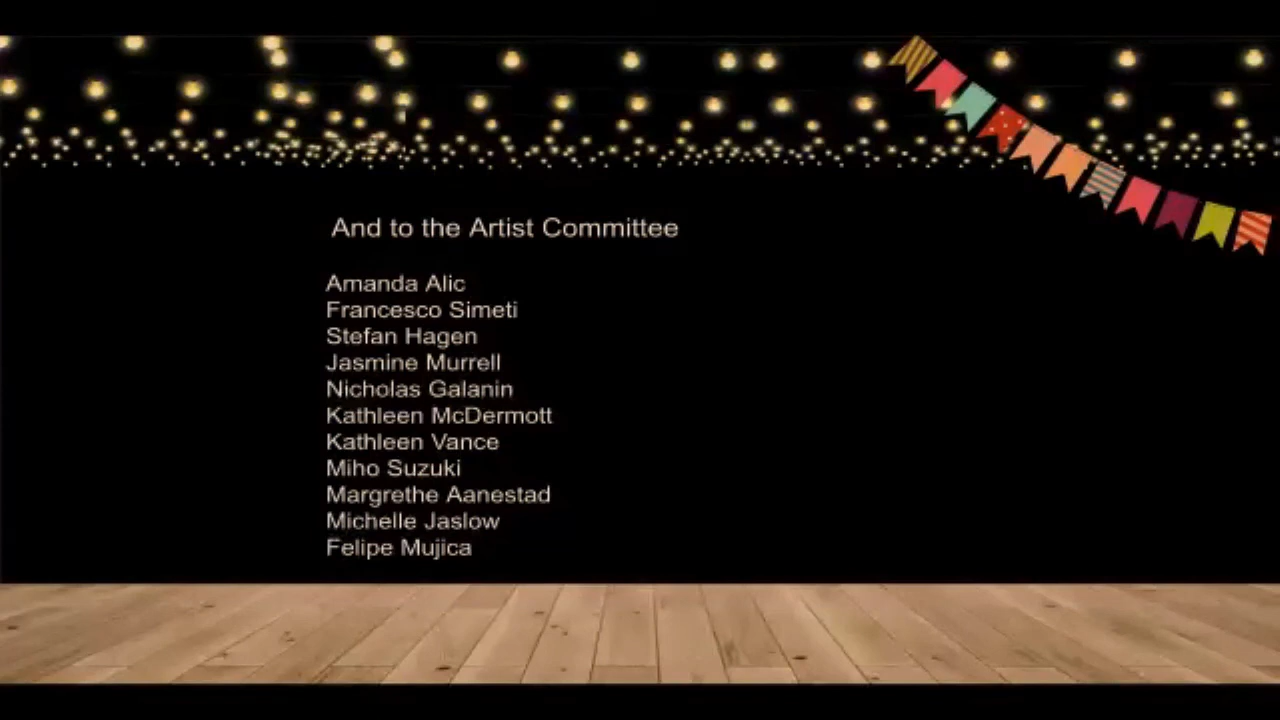 And to the Artist Committee
Amanda Alic
Francesco Simeti
Stefan Hagen
Jasmine Murrell
Nicholas Galanin
Kathleen McDermott
Kathleen Vance
Miho Suzuki
Margrethe Aanestad
Michelle Jaslow
Felipe Mujica